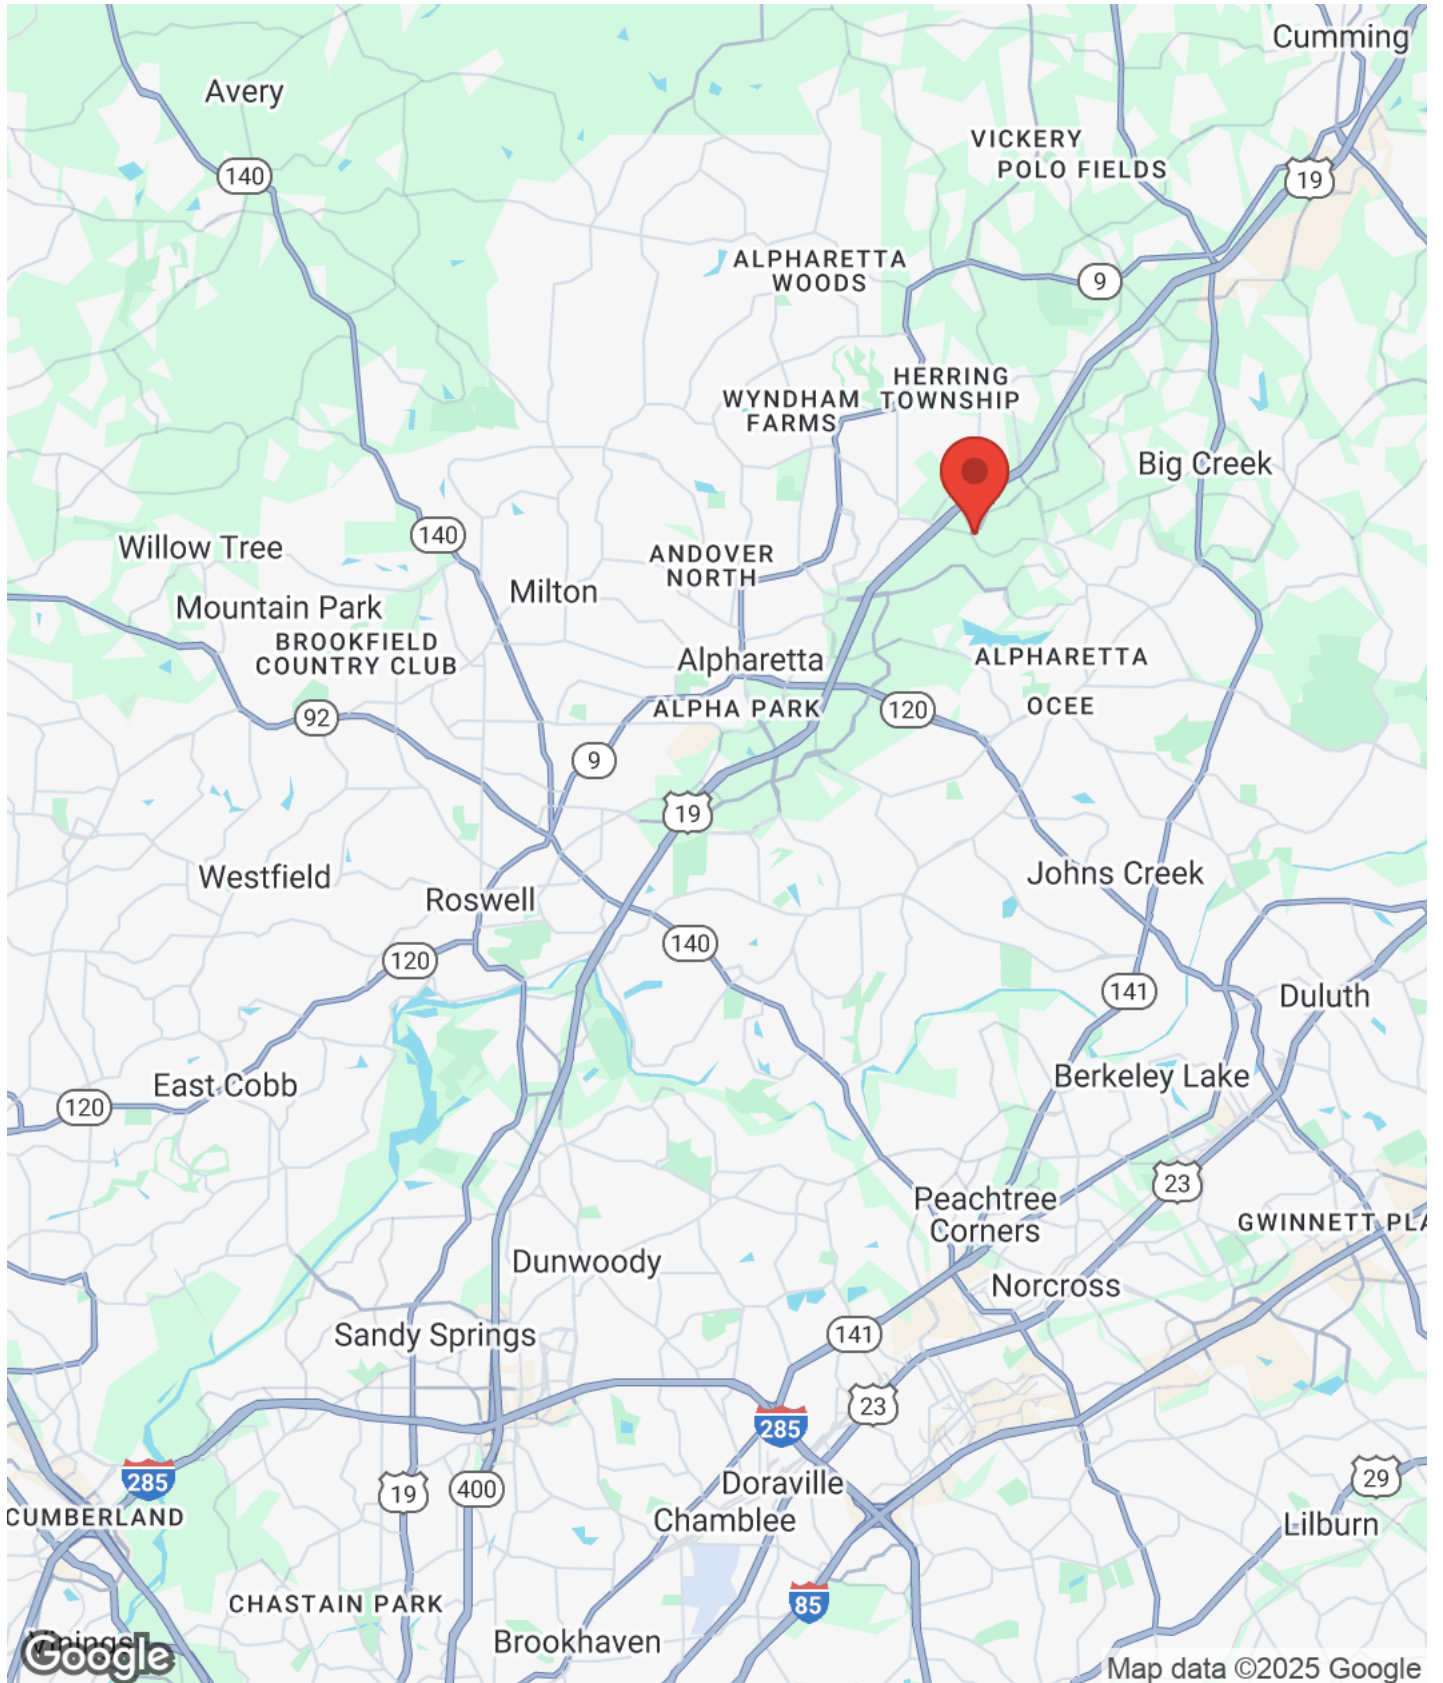 Cumming
Avery
VICKERY
POLO FIELDS
140
19
ALPHARETTA
WOODS
9
HERRING
TOWNSHIP
WYNDHAM
FARMS
Big Creek
140
Willow Tree
ANDOVER
NORTH
Milton
Mountain Park
BROOKFIELD
COUNTRY CLUB
Alpharetta
ALPHARETTA
92
ALPHA PARK
120
OCEE
9
19
Westfield
Johns Creek
Roswell
140
120
141
Duluth
East Cobb
120
Berkeley Lake
23
Peachtree
Corners
GWINNETT PLA
Dunwoody
Norcross
Sandy Springs
141
23
285
285
19
400
Doraville
29
CUMBERLAND
Chamblee
Lilburn
85
CHASTAIN PARK
Vinings
Brookhaven
Google
Map data ©2025 Google